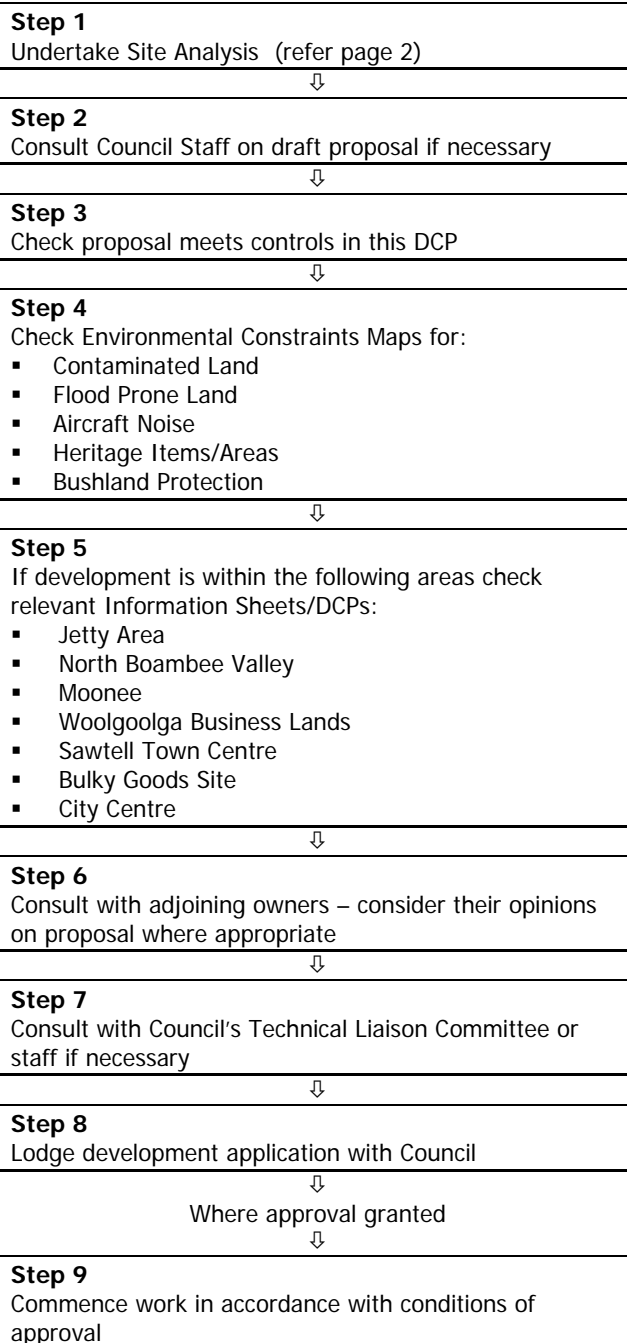 Step 1
Undertake Site Analysis  (refer page 2)
⇩
Step 2
Consult Council Staff on draft proposal if necessary
⇩
Step 3
Check proposal meets controls in this DCP
⇩
Step 4
Check Environmental Constraints Maps for:
▪ Contaminated Land
▪ Flood Prone Land
▪ Aircraft Noise
▪ Heritage Items/Areas
▪ Bushland Protection
⇩
Step 5
If development is within the following areas check
relevant Information Sheets/DCPs:
▪ Jetty Area
▪ North Boambee Valley
▪ Moonee
▪ Woolgoolga Business Lands
▪ Sawtell Town Centre
▪ Bulky Goods Site
▪ City Centre
⇩
Step 6
Consult with adjoining owners – consider their opinions
on proposal where appropriate
⇩
Step 7
Consult with Council's Technical Liaison Committee or
staff if necessary
⇩
Step 8
Lodge development application with Council
⇩
Where approval granted
⇩
Step 9
Commence work in accordance with conditions of
approval